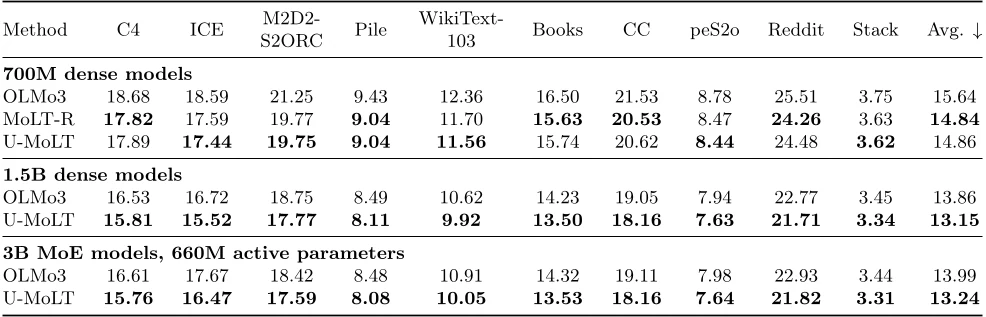 Method C4 ICE M2D2-S2ORC Pile WikiText-103 Books CC peS2o Reddit Stack Avg. ↓
700M dense models
OLMo3 18.68 18.59 21.25 9.43 12.36 16.50 21.53 8.78 25.51 3.75 15.64
MoLT-R 17.82 17.59 19.77 9.04 11.70 15.63 20.53 8.47 24.26 3.63 14.84
U-MoLT 17.89 17.44 19.75 9.04 11.56 15.74 20.62 8.44 24.48 3.62 14.86
1.5B dense models
OLMo3 16.53 16.72 18.75 8.49 10.62 14.23 19.05 7.94 22.77 3.45 13.86
U-MoLT 15.81 15.52 17.77 8.11 9.92 13.50 18.16 7.63 21.71 3.34 13.15
3B MoE models, 660M active parameters
OLMo3 16.61 17.67 18.42 8.48 10.91 14.32 19.11 7.98 22.93 3.44 13.99
U-MoLT 15.76 16.47 17.59 8.08 10.05 13.53 18.16 7.64 21.82 3.31 13.24